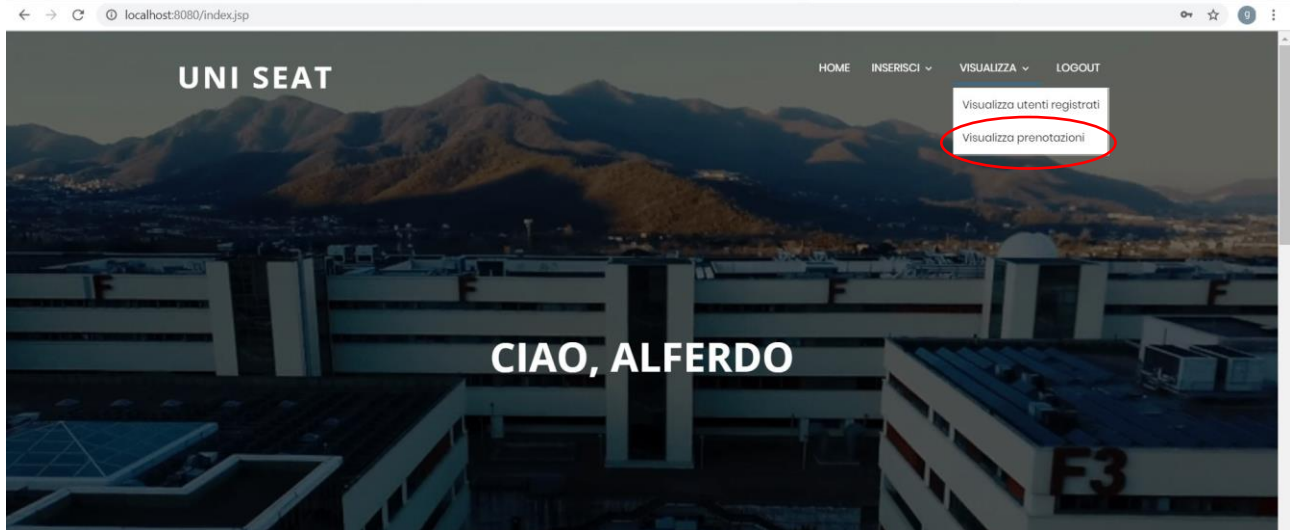 localhost:8080/index.jsp
g
UNI SEAT
HOME INSERISCI VISUALIZZA LOGOUT
Visualizza utenti registrati
Visualizza prenotazioni
F F F F
CIAO, ALFERDO
F3